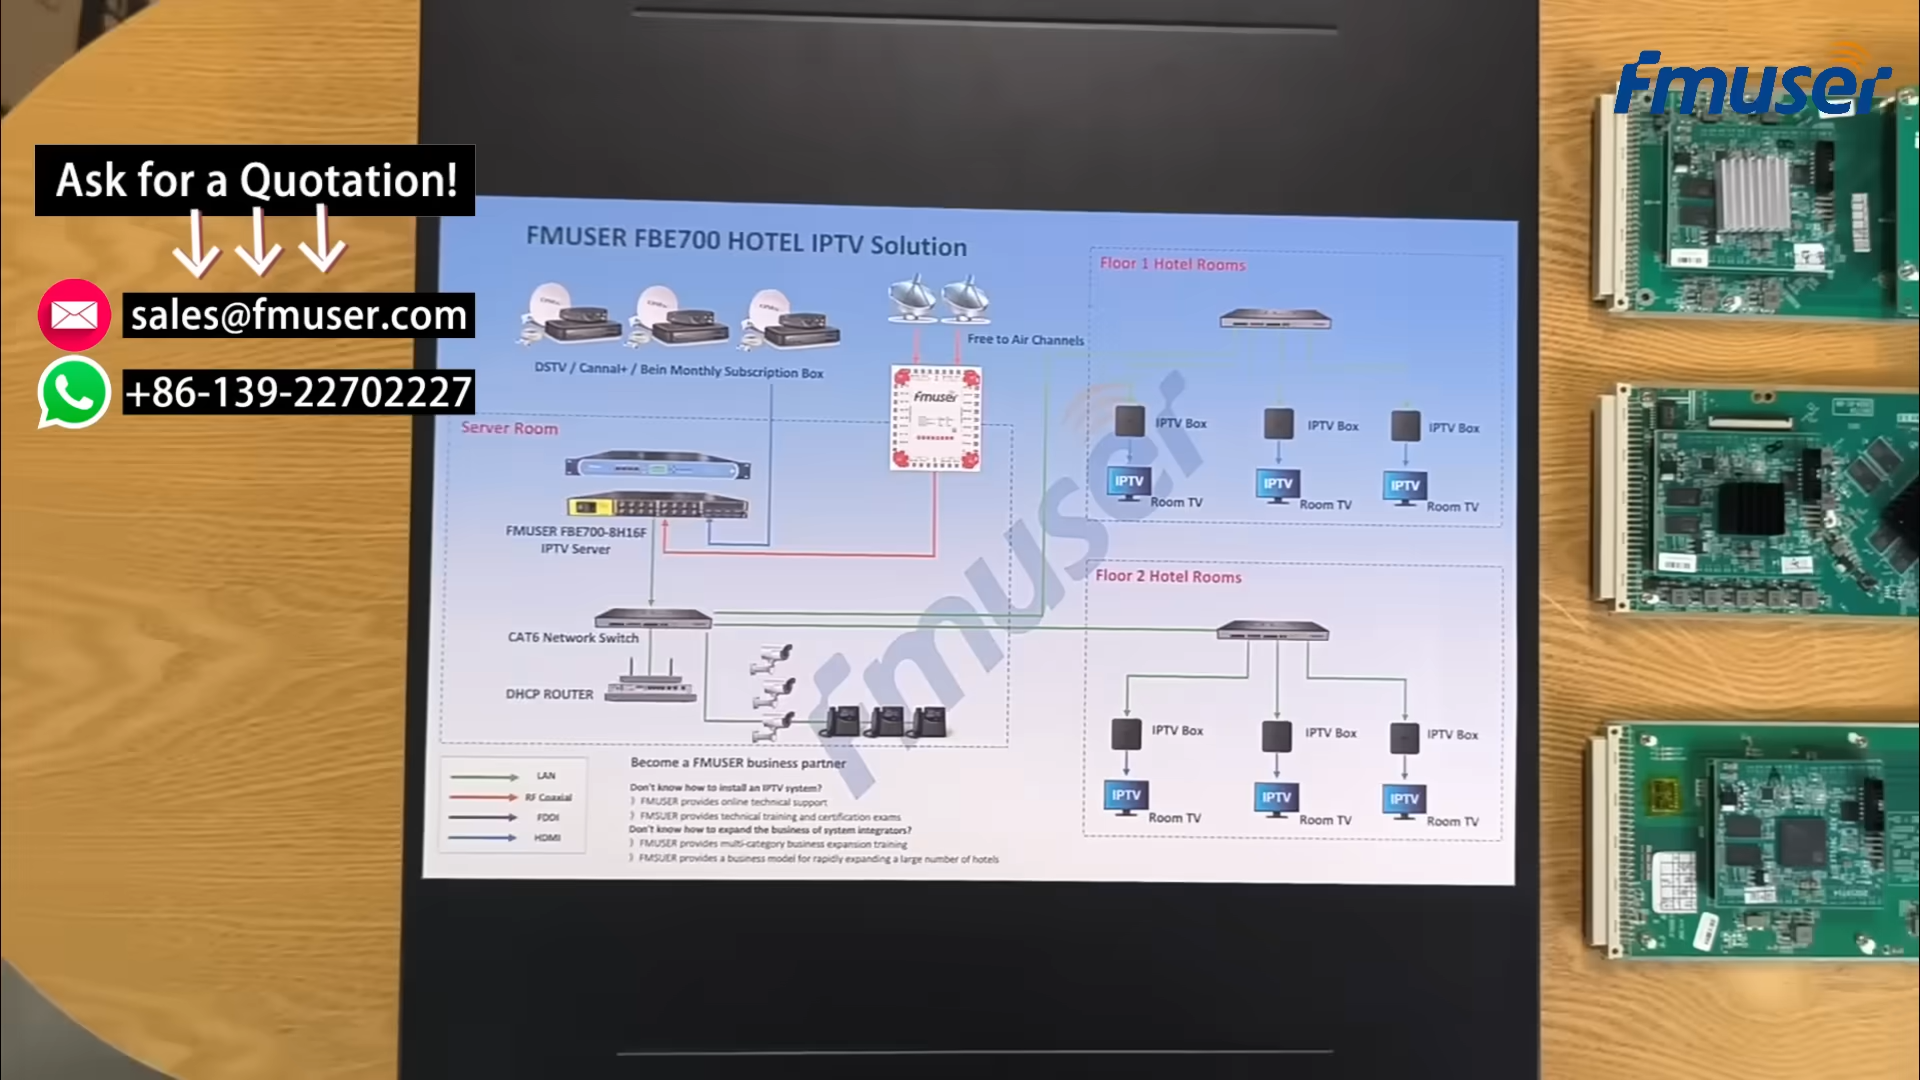 Fmuser
Ask for a Quotation!
sales@fmuser.com
+86-139-22702227
FMUSER FBE700 HOTEL IPTV Solution
DSTV / Cannal+ / Bein Monthly Subscription Box
Free to Air Channels
Fmuser
Server Room
FMUSER FBE700-8H16F
IPTV Server
CAT6 Network Switch
DHCP ROUTER
Floor 1 Hotel Rooms
IPTV Box
IPTV Box
IPTV Box
IPTV
Room TV
IPTV
Room TV
IPTV
Room TV
Floor 2 Hotel Rooms
IPTV Box
IPTV Box
IPTV Box
IPTV
Room TV
IPTV
Room TV
IPTV
Room TV
Fmuser
LAN
RF Coaxial
FDDI
HDMI
Become a FMUSER business partner
Don't know how to install an IPTV system?
FMUSER provides online technical support
FMSUER provides technical training and certification exams
Don't know how to expand the business of system integrators?
FMUSER provides multi-category business expansion training
FMSUER provides a business model for rapidly expanding a large number of hotels